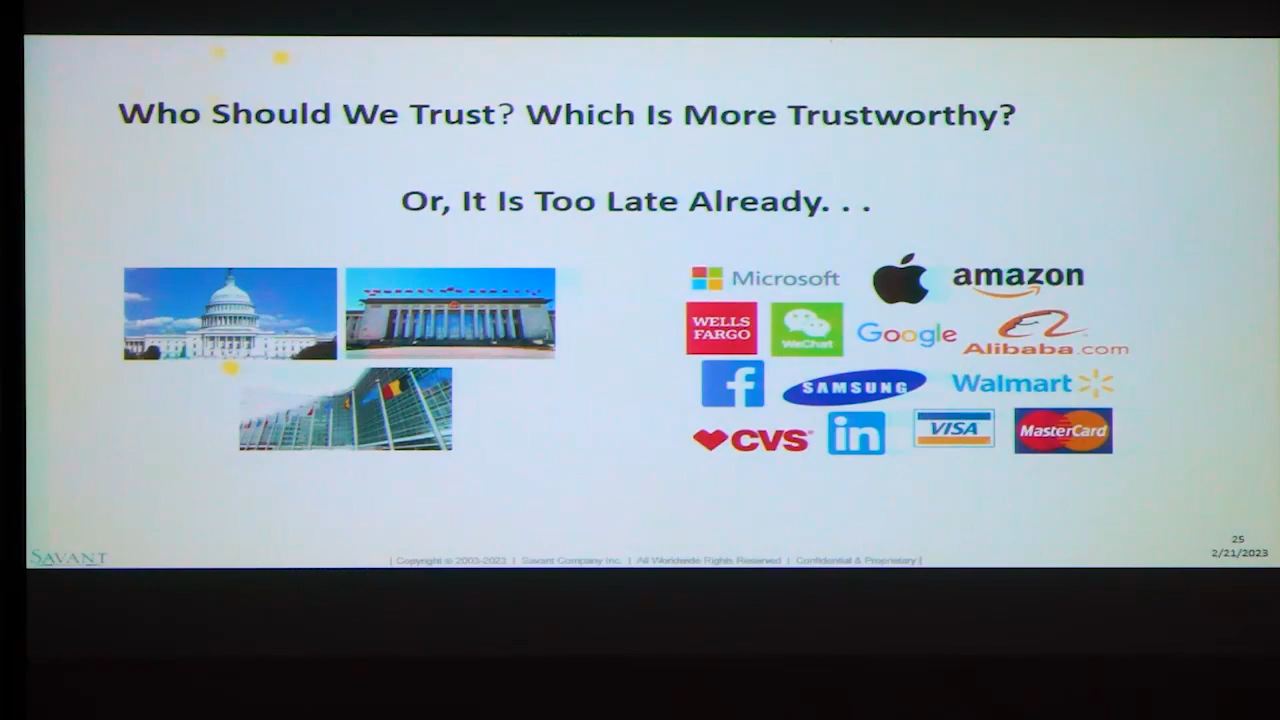 Who Should We Trust? Which Is More Trustworthy?
Or, It Is Too Late Already. . .
Microsoft
amazon
WELLS
FARGO
WeChat
Google
Alibaba.com
f
SAMSUNG
Walmart
CVS
in
VISA
MasterCard
25
2/21/2023
SAVANT
| Copyright © 2003-2023 | Savant Company Inc. | All Worldwide Rights Reserved | Confidential & Proprietary |